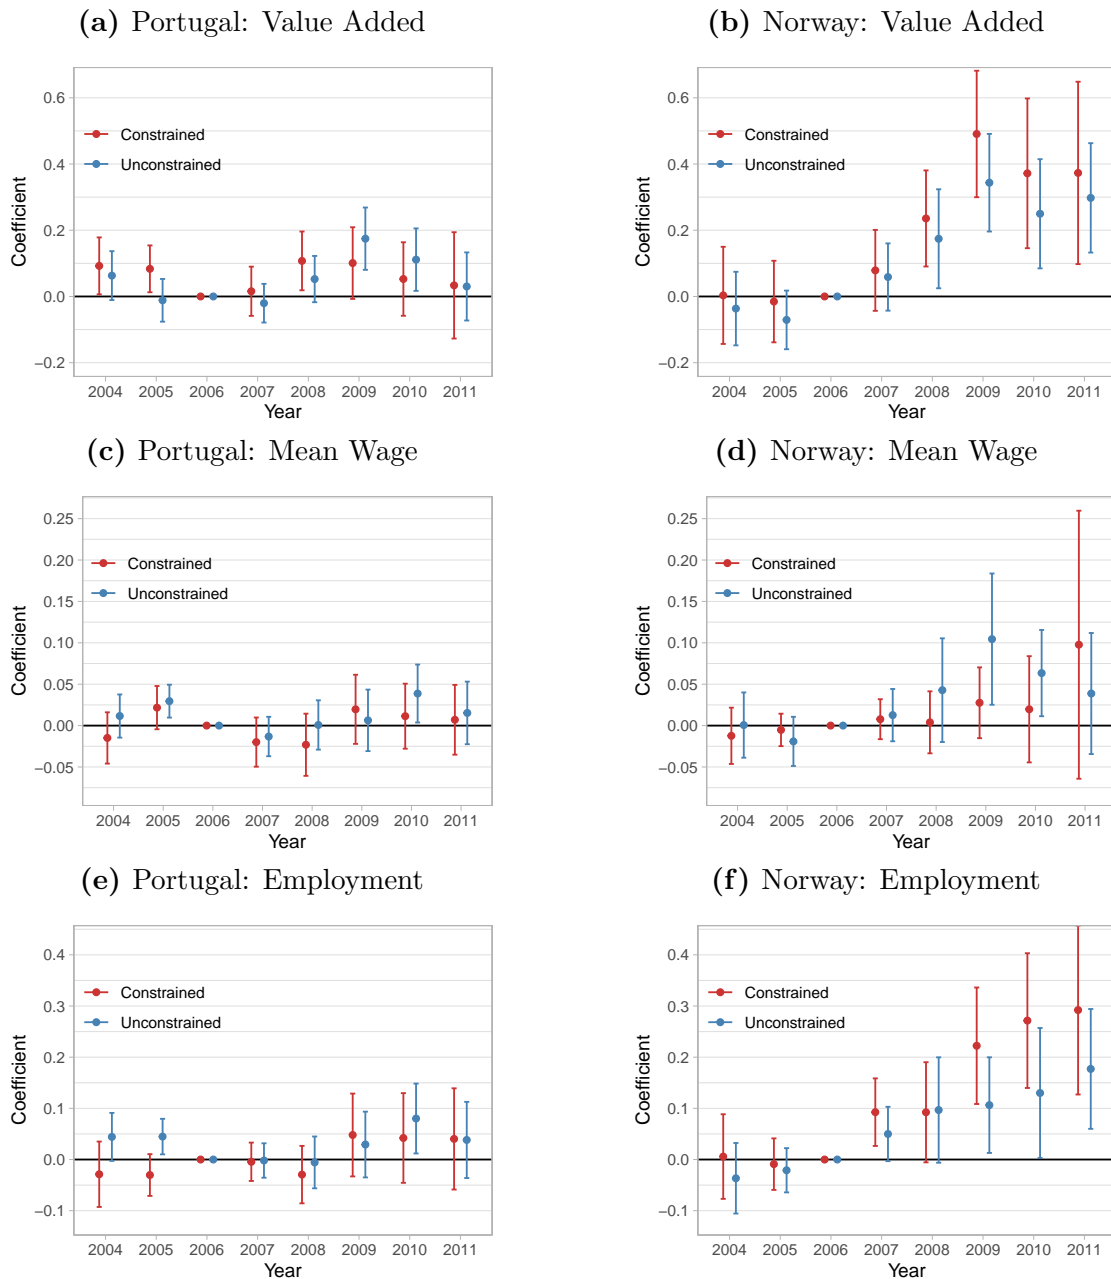 (a) Portugal: Value Added
0.6
0.4
0.2
0.0
−0.2
Coefficient
Constrained
Unconstrained
2004 2005 2006 2007 2008 2009 2010 2011
Year
(b) Norway: Value Added
0.6
0.4
0.2
0.0
−0.2
Coefficient
Constrained
Unconstrained
2004 2005 2006 2007 2008 2009 2010 2011
Year
(c) Portugal: Mean Wage
0.25
0.20
0.15
0.10
0.05
0.00
−0.05
Coefficient
Constrained
Unconstrained
2004 2005 2006 2007 2008 2009 2010 2011
Year
(d) Norway: Mean Wage
0.25
0.20
0.15
0.10
0.05
0.00
−0.05
Coefficient
Constrained
Unconstrained
2004 2005 2006 2007 2008 2009 2010 2011
Year
(e) Portugal: Employment
0.4
0.3
0.2
0.1
0.0
−0.1
Coefficient
Constrained
Unconstrained
2004 2005 2006 2007 2008 2009 2010 2011
Year
(f) Norway: Employment
0.4
0.3
0.2
0.1
0.0
−0.1
Coefficient
Constrained
Unconstrained
2004 2005 2006 2007 2008 2009 2010 2011
Year